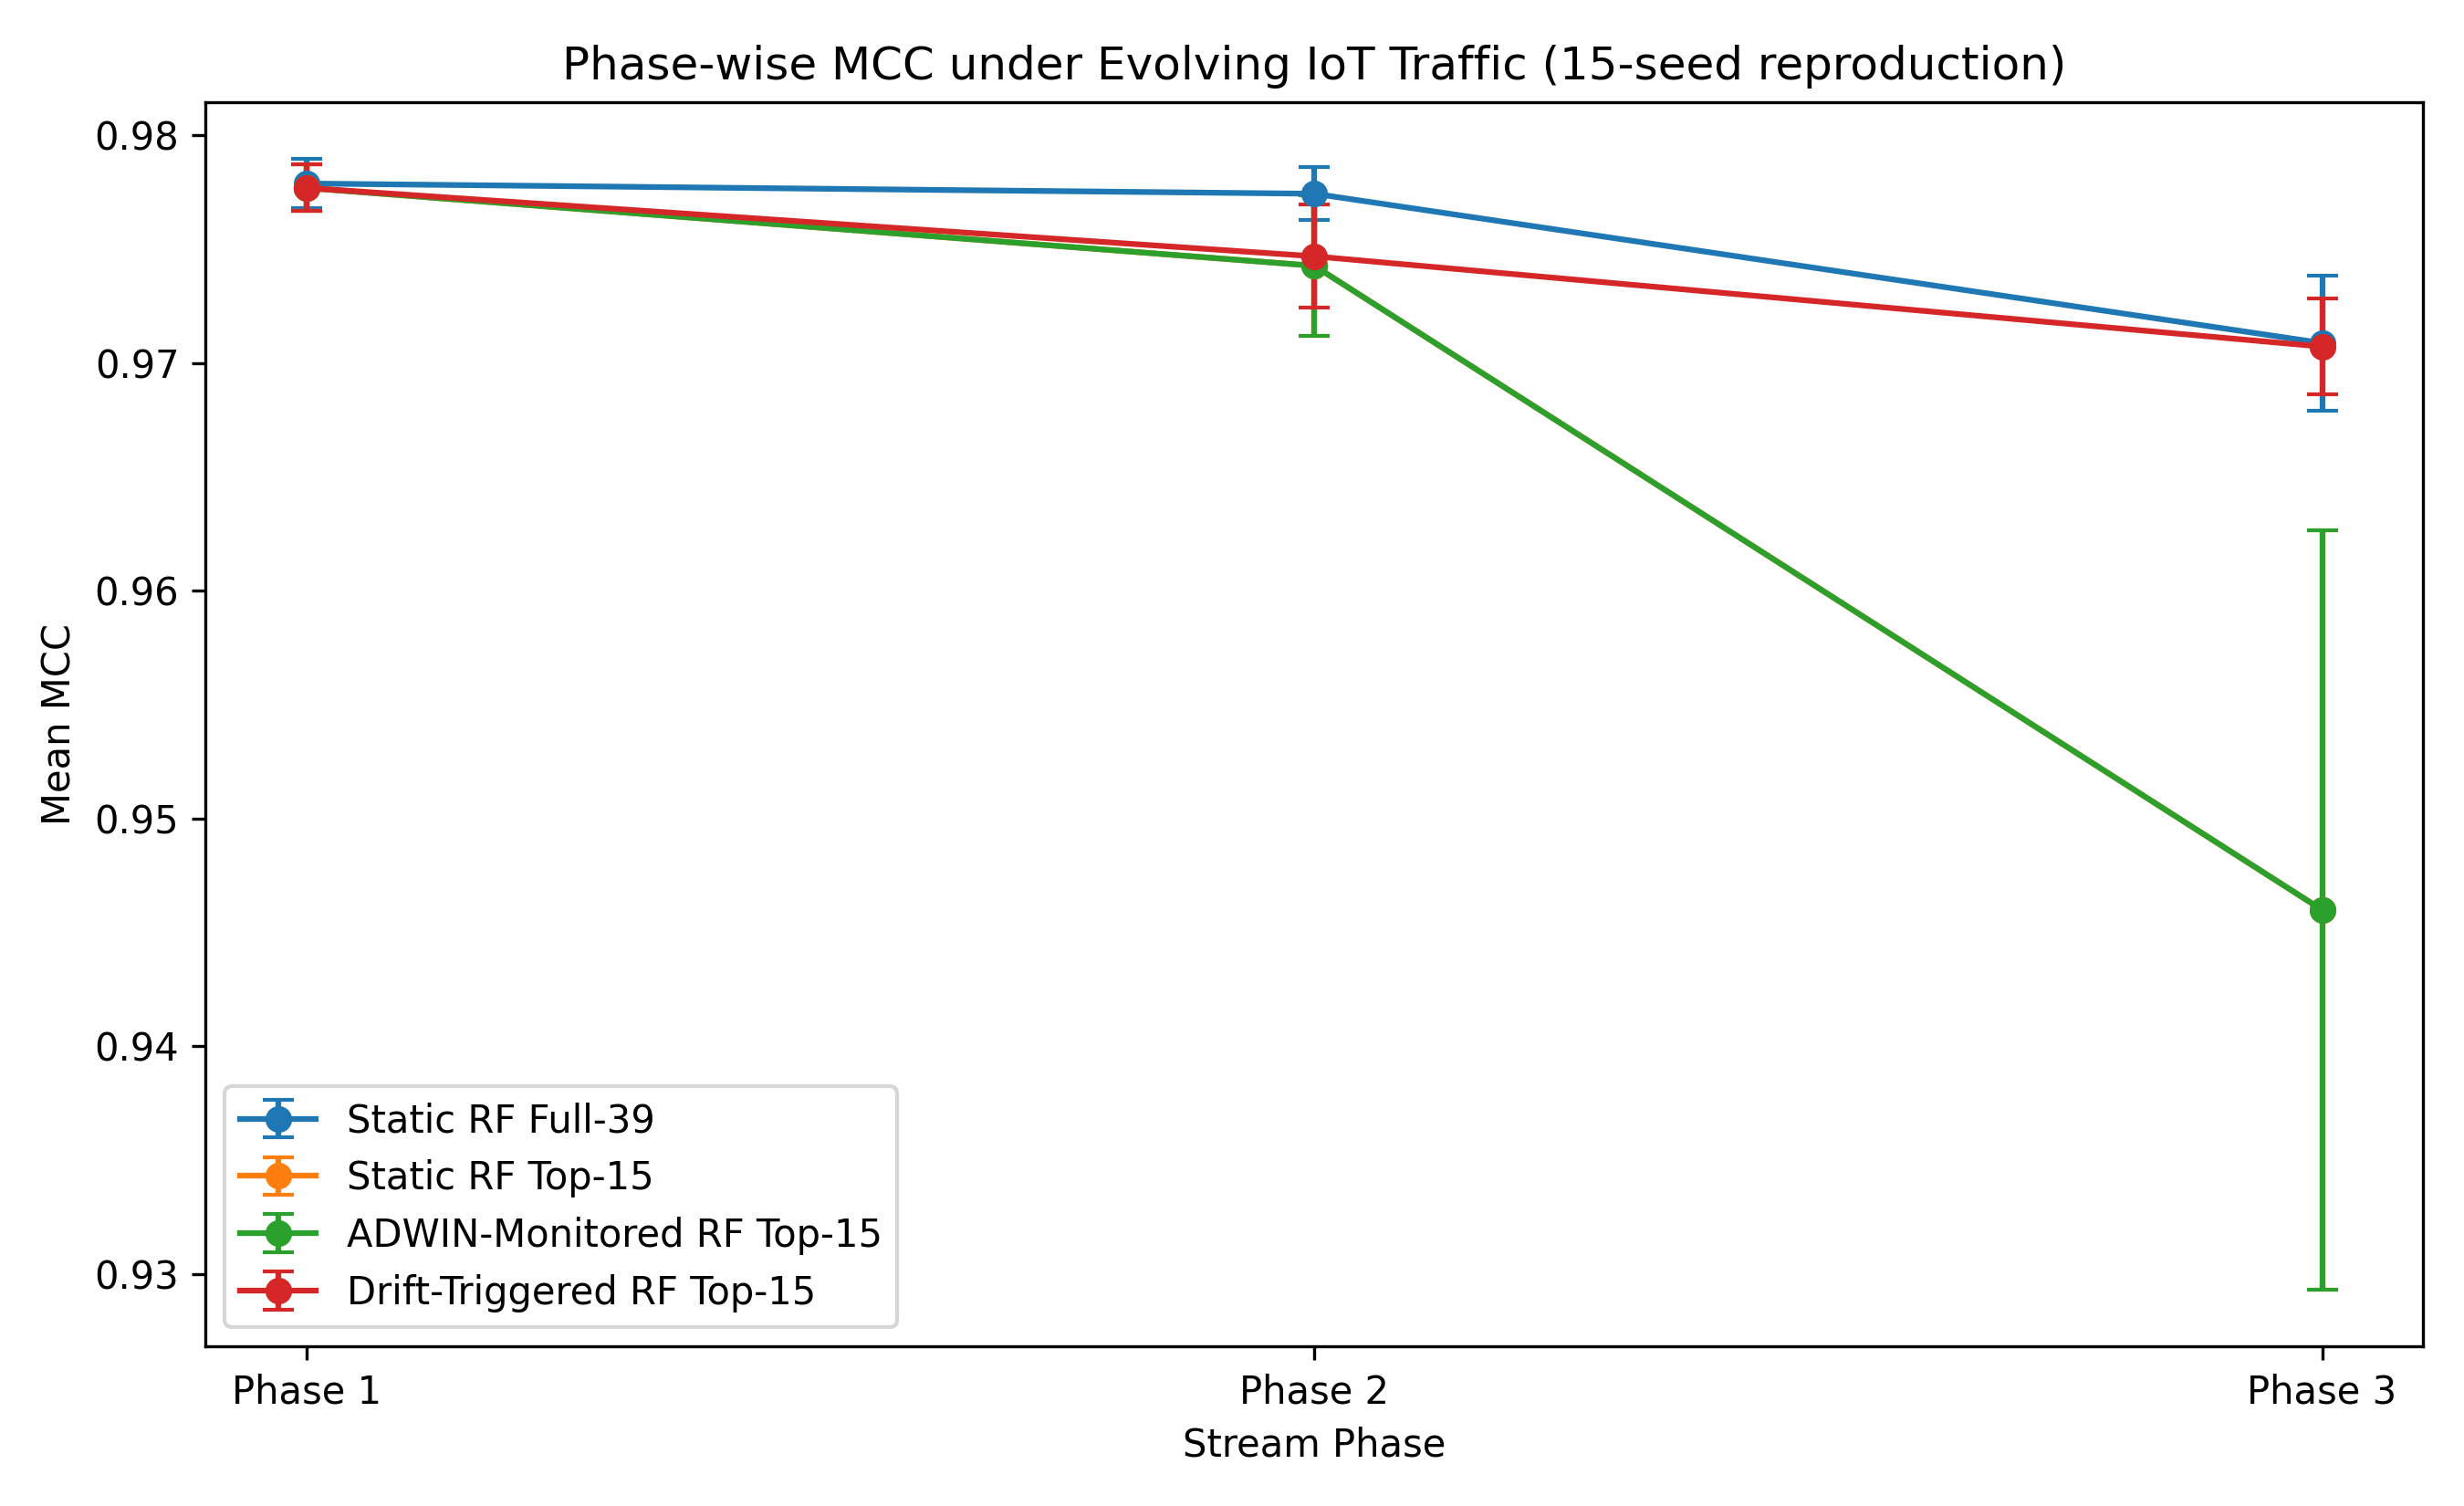 Phase-wise MCC under Evolving IoT Traffic (15-seed reproduction)
0.98
0.97
0.96
0.95
0.94
0.93
Mean MCC
Static RF Full-39
Static RF Top-15
ADWIN-Monitored RF Top-15
Drift-Triggered RF Top-15
Phase 1
Phase 2
Phase 3
Stream Phase